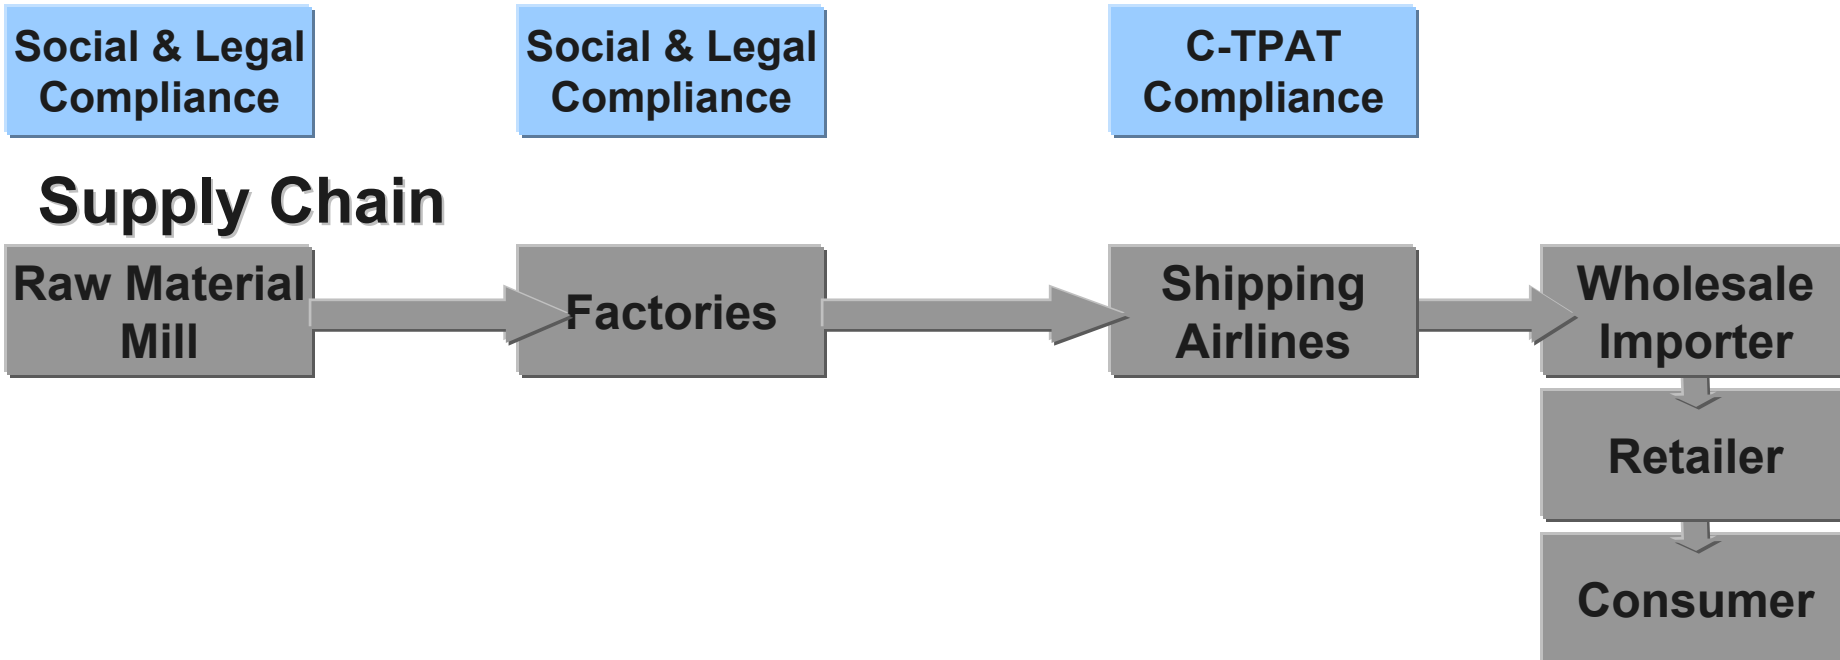 Social & Legal
Compliance
Social & Legal
Compliance
C-TPAT
Compliance
Supply Chain
Raw Material
Mill
Factories
Shipping
Airlines
Wholesale
Importer
Retailer
Consumer